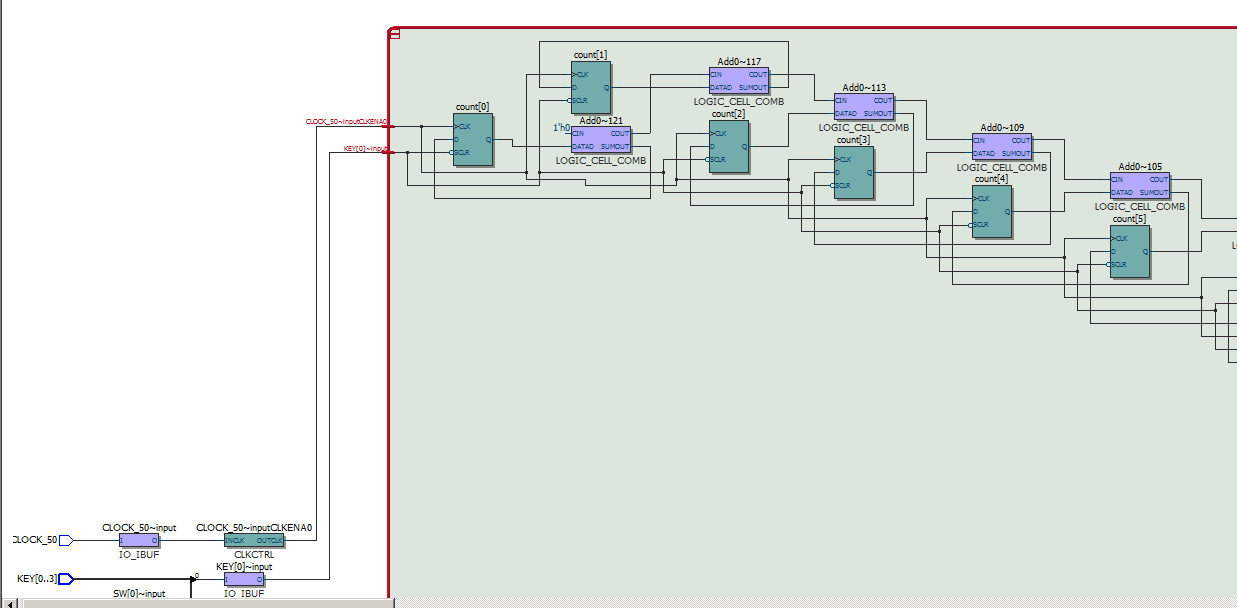 count[1]
>CLK
D
Q
SCLR
Add0~117
CIN
COUT
DATAD
SUMOUT
LOGIC_CELL_COMB
Add0~113
CIN
COUT
DATAD
SUMOUT
LOGIC_CELL_COMB
count[0]
>CLK
D
Q
SCLR
CLOCK_50~inputCLKENA0
KEY[0]~input
Add0~121
1'h0
CIN
COUT
DATAD
SUMOUT
LOGIC_CELL_COMB
count[2]
>CLK
D
Q
SCLR
count[3]
>CLK
D
Q
SCLR
Add0~109
CIN
COUT
DATAD
SUMOUT
LOGIC_CELL_COMB
count[4]
>CLK
D
Q
SCLR
Add0~105
CIN
COUT
DATAD
SUMOUT
LOGIC_CELL_COMB
count[5]
>CLK
D
Q
SCLR
CLOCK_50~input
CLOCK_50~inputCLKENA0
CLOCK_50
I
O
INCLK
OUTCLK
IO_IBUF
CLKCTRL
KEY[0]~input
KEY[0..3]
0
I
O
SW[0]~input
IO_IBUF